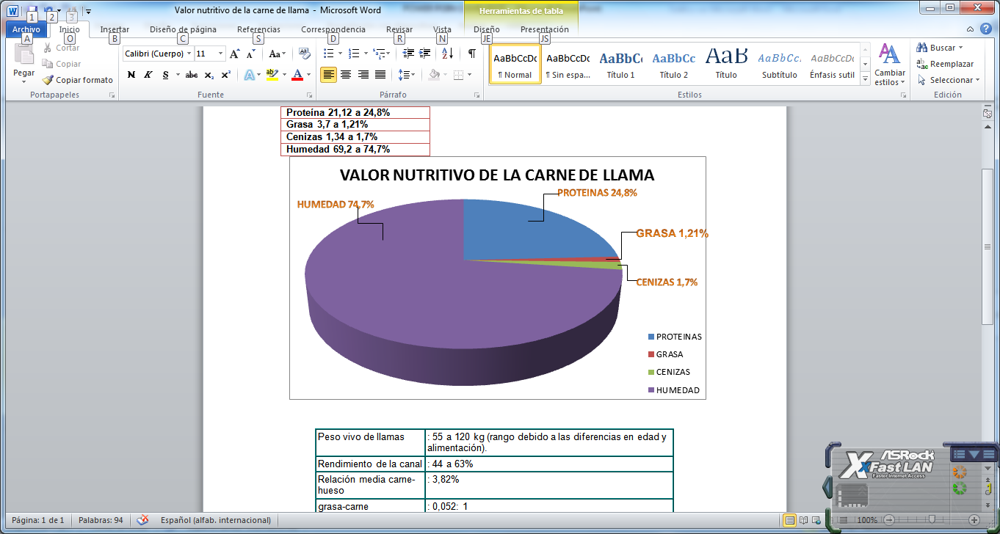 Valor nutritivo de la carne de llama - Microsoft Word
Herramientas de tabla
1 2 3
Archivo Inicio Insertar Diseño de página Referencias Correspondencia Revisar Vista Diseño Presentación
A O B C S D R N JE JS
Pegar
Cortar
Copiar
Copiar formato
Portapapeles
Calibri (Cuerpo) 11
N K S abc x₂ x²
Fuente
Párrafo
AaBbCcDc AaBbCcDc AaBbC AaBbCc AaB AaBbCc. AaBbCcDt
¶ Normal ¶ Sin espa... Título 1 Título 2 Título Subtítulo Énfasis sutil
Cambiar
estilos
Estilos
Buscar
Reemplazar
Seleccionar
Edición
Proteína 21,12 a 24,8%
Grasa 3,7 a 1,21%
Cenizas 1,34 a 1,7%
Humedad 69,2 a 74,7%
VALOR NUTRITIVO DE LA CARNE DE LLAMA
PROTEINAS 24,8%
HUMEDAD 74,7%
GRASA 1,21%
CENIZAS 1,7%
PROTEINAS
GRASA
CENIZAS
HUMEDAD
Peso vivo de llamas : 55 a 120 kg (rango debido a las diferencias en edad y
alimentación).
Rendimiento de la canal : 44 a 63%
Relación media carne- : 3,82%
hueso
grasa-carne : 0,052: 1
ASRock
XFast LAN
Faster Internet Access
Página: 1 de 1 Palabras: 94 Español (alfab. internacional) 100%